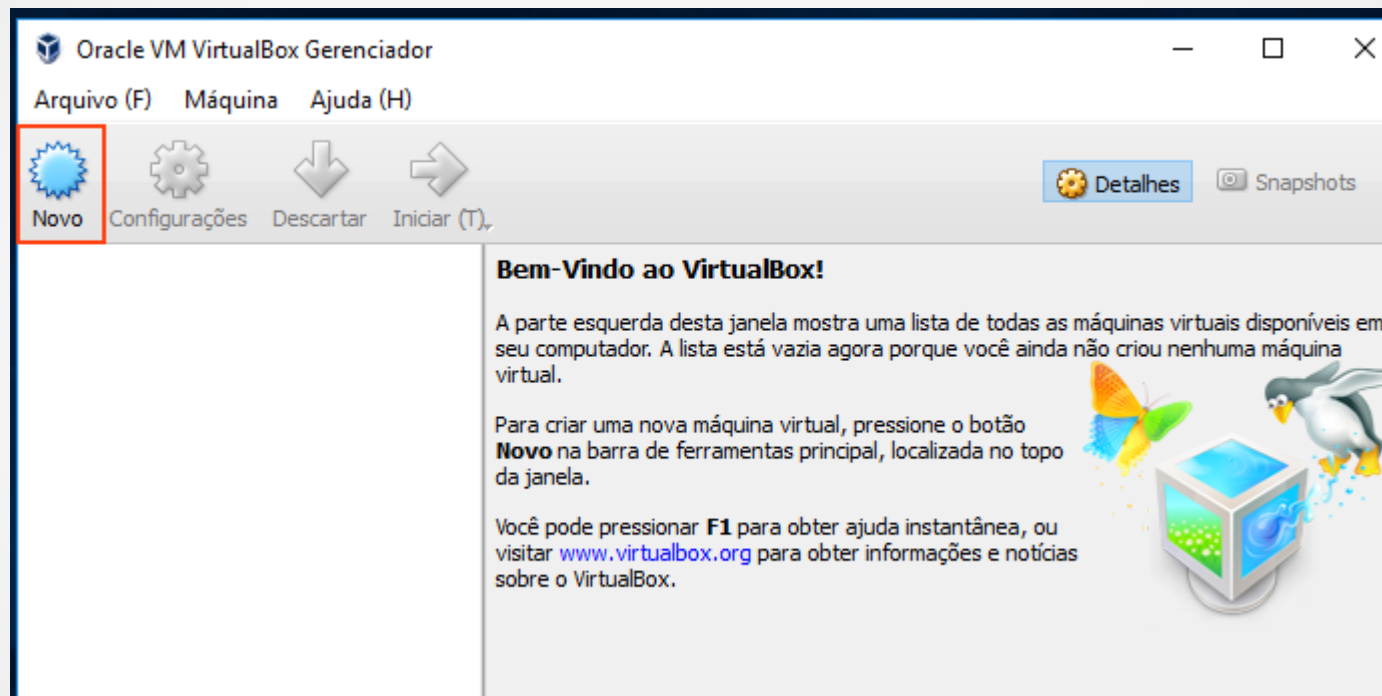 Oracle VM VirtualBox Gerenciador
Arquivo (F) Máquina Ajuda (H)
Novo Configurações Descartar Iniciar (T) Detalhes Snapshots
Bem-Vindo ao VirtualBox!
A parte esquerda desta janela mostra uma lista de todas as máquinas virtuais disponíveis em
seu computador. A lista está vazia agora porque você ainda não criou nenhuma máquina
virtual.
Para criar uma nova máquina virtual, pressione o botão
Novo na barra de ferramentas principal, localizada no topo
da janela.
Você pode pressionar F1 para obter ajuda instantânea, ou
visitar www.virtualbox.org para obter informações e notícias
sobre o VirtualBox.